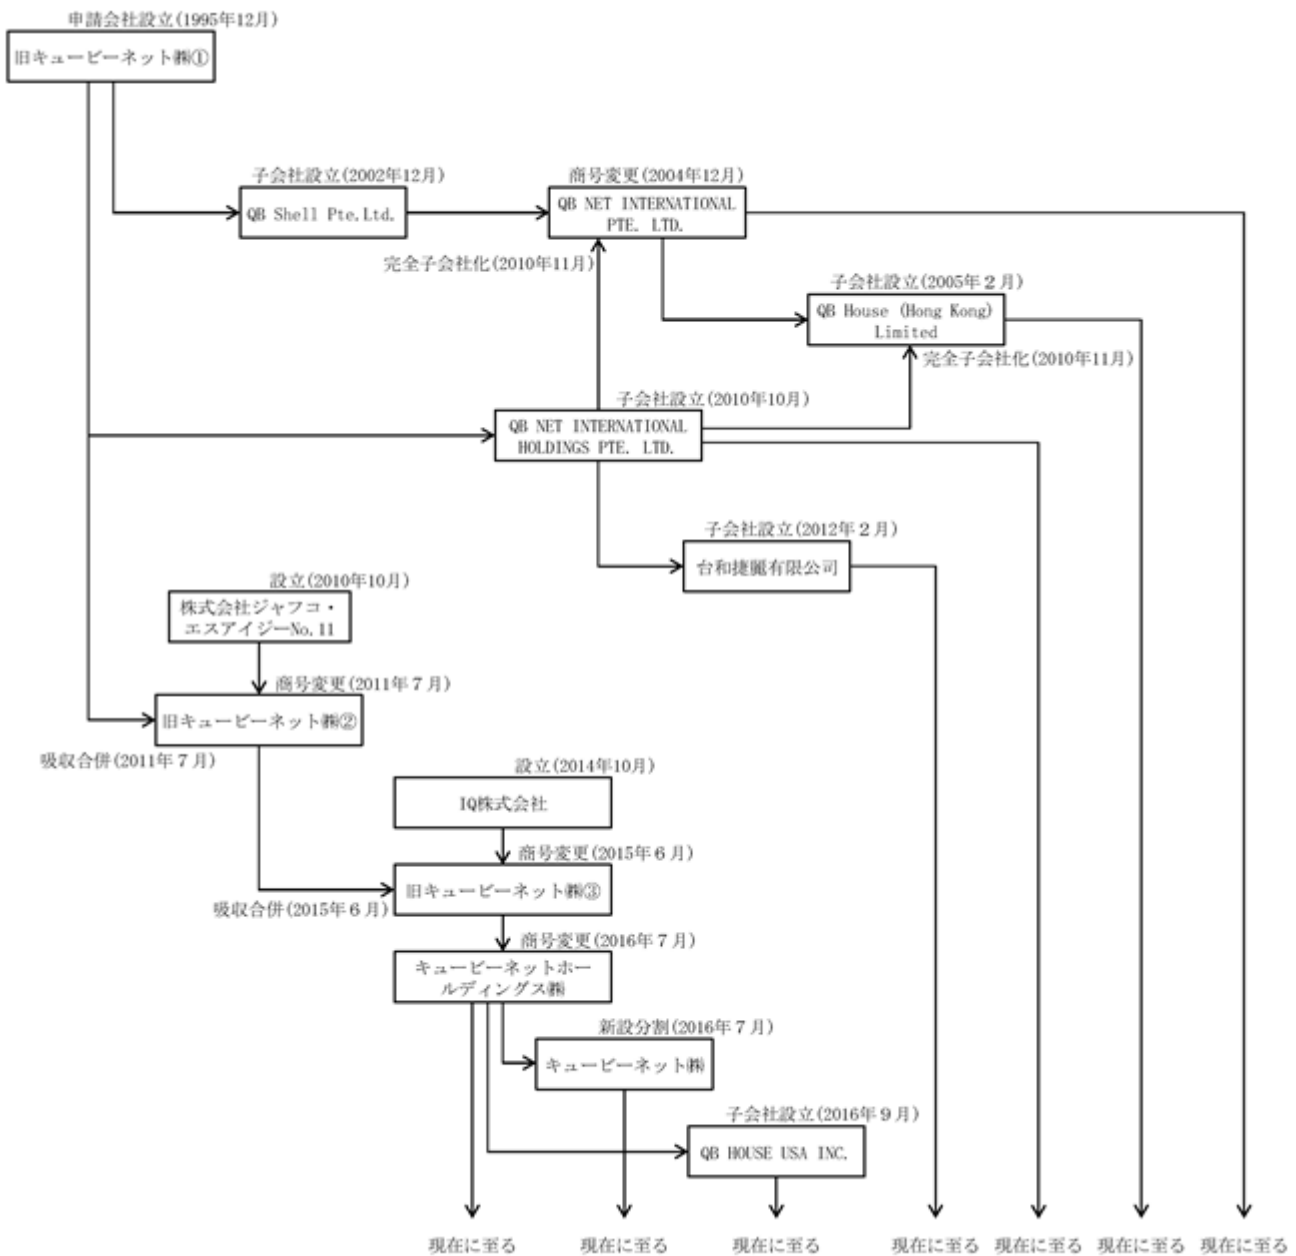 申請会社設立(1995年12月)
旧キュービーネット㈱①
子会社設立(2002年12月)
QB Shell Pte.Ltd.
商号変更(2004年12月)
QB NET INTERNATIONAL
PTE. LTD.
完全子会社化(2010年11月)
子会社設立(2005年2月)
QB House (Hong Kong)
Limited
完全子会社化(2010年11月)
子会社設立(2010年10月)
QB NET INTERNATIONAL
HOLDINGS PTE. LTD.
子会社設立(2012年2月)
台和捷麗有限公司
設立(2010年10月)
株式会社ジャフコ・
エスアイジーNo.11
商号変更(2011年7月)
旧キュービーネット㈱②
吸収合併(2011年7月)
設立(2014年10月)
IQ株式会社
商号変更(2015年6月)
旧キュービーネット㈱③
吸収合併(2015年6月)
商号変更(2016年7月)
キュービーネットホー
ルディングス㈱
新設分割(2016年7月)
キュービーネット㈱
子会社設立(2016年9月)
QB HOUSE USA INC.
現在に至る 現在に至る 現在に至る 現在に至る 現在に至る 現在に至る 現在に至る